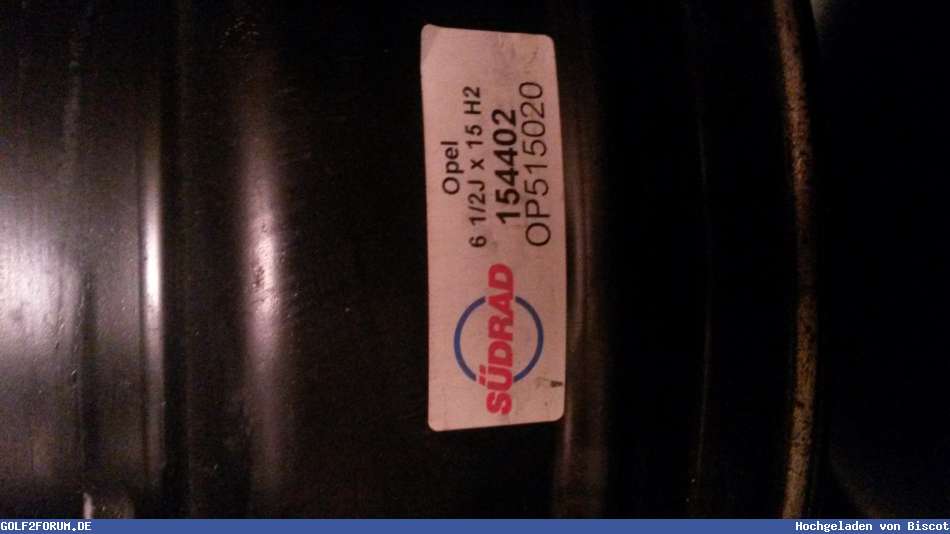 SÜDRAD
Opel
6 1/2J x 15 H2
154402
OP515020
GOLF2FORUM.DE
Hochgeladen von Biscot